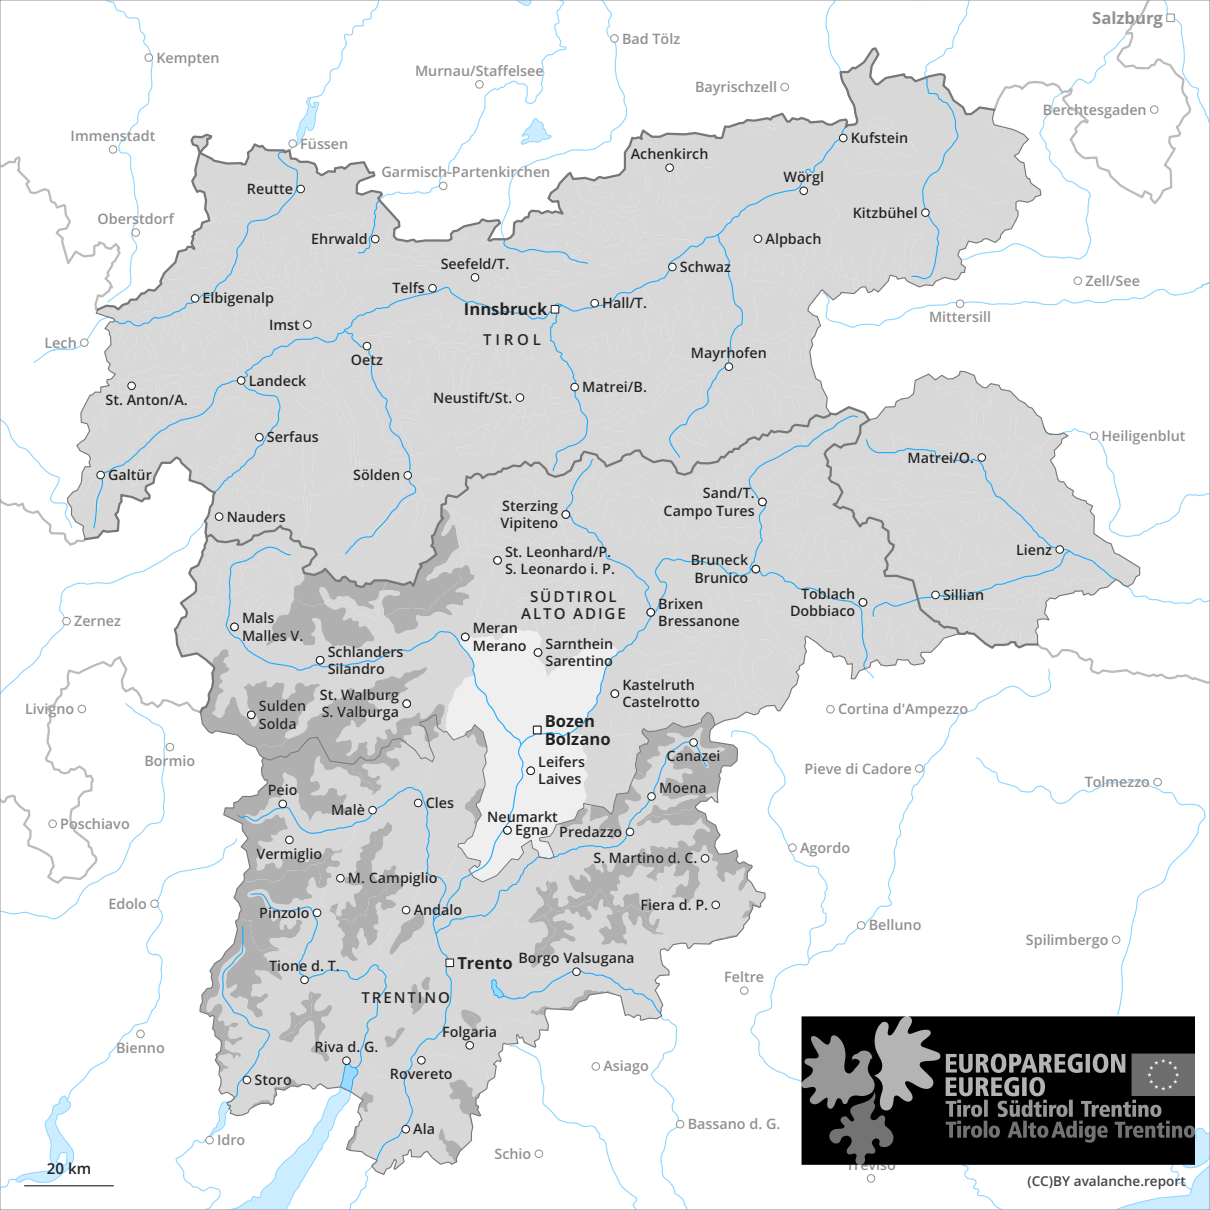 Salzburg
Bad Tölz
Kempten
Murnau/Staffelsee
Bayrischzell
Berchtesgaden
Immenstadt
Füssen
Kufstein
Achenkirch
Garmisch-Partenkirchen
Wörgl
Reutte
Oberstdorf
Kitzbühel
Ehrwald
Alpbach
Seefeld/T.
Schwaz
Zell/See
Telfs
Elbigenalp
Hall/T.
Innsbruck
Mittersill
Imst
TIROL
Lech
Oetz
Mayrhofen
Landeck
Matrei/B.
St. Anton/A.
Neustift/St.
Serfaus
Heiligenblut
Matrei/O.
Galtür
Sölden
Sand/T.
Campo Tures
Sterzing
Vipiteno
Nauders
St. Leonhard/P.
S. Leonardo i. P.
Lienz
Bruneck
Brunico
SÜDTIROL
ALTO ADIGE
Toblach
Dobbiaco
Sillian
Brixen
Bressanone
Zernez
Mals
Malles V.
Meran
Merano
Sarnthein
Sarentino
Schlanders
Silandro
Kastelruth
Castelrotto
St. Walburg
S. Valburga
Sulden
Solda
Livigno
Cortina d'Ampezzo
Bozen
Bolzano
Bormio
Canazei
Leifers
Laives
Pieve di Cadore
Tolmezzo
Peio
Moena
Malè
Cles
Neumarkt
Egna
Predazzo
Poschiavo
Vermiglio
Agordo
S. Martino d. C.
M. Campiglio
Edolo
Pinzolo
Andalo
Fiera d. P.
Belluno
Spilimbergo
Trento
Borgo Valsugana
Tione d. T.
Feltre
TRENTINO
Folgaria
Bienno
Riva d. G.
Rovereto
Asiago
Storo
EUROPAREGION
EUREGIO
Tirol Südtirol Trentino
Tirolo Alto Adige Trentino
Ala
Bassano d. G.
Idro
Schio
Treviso
20 km
(CC)BY avalanche.report